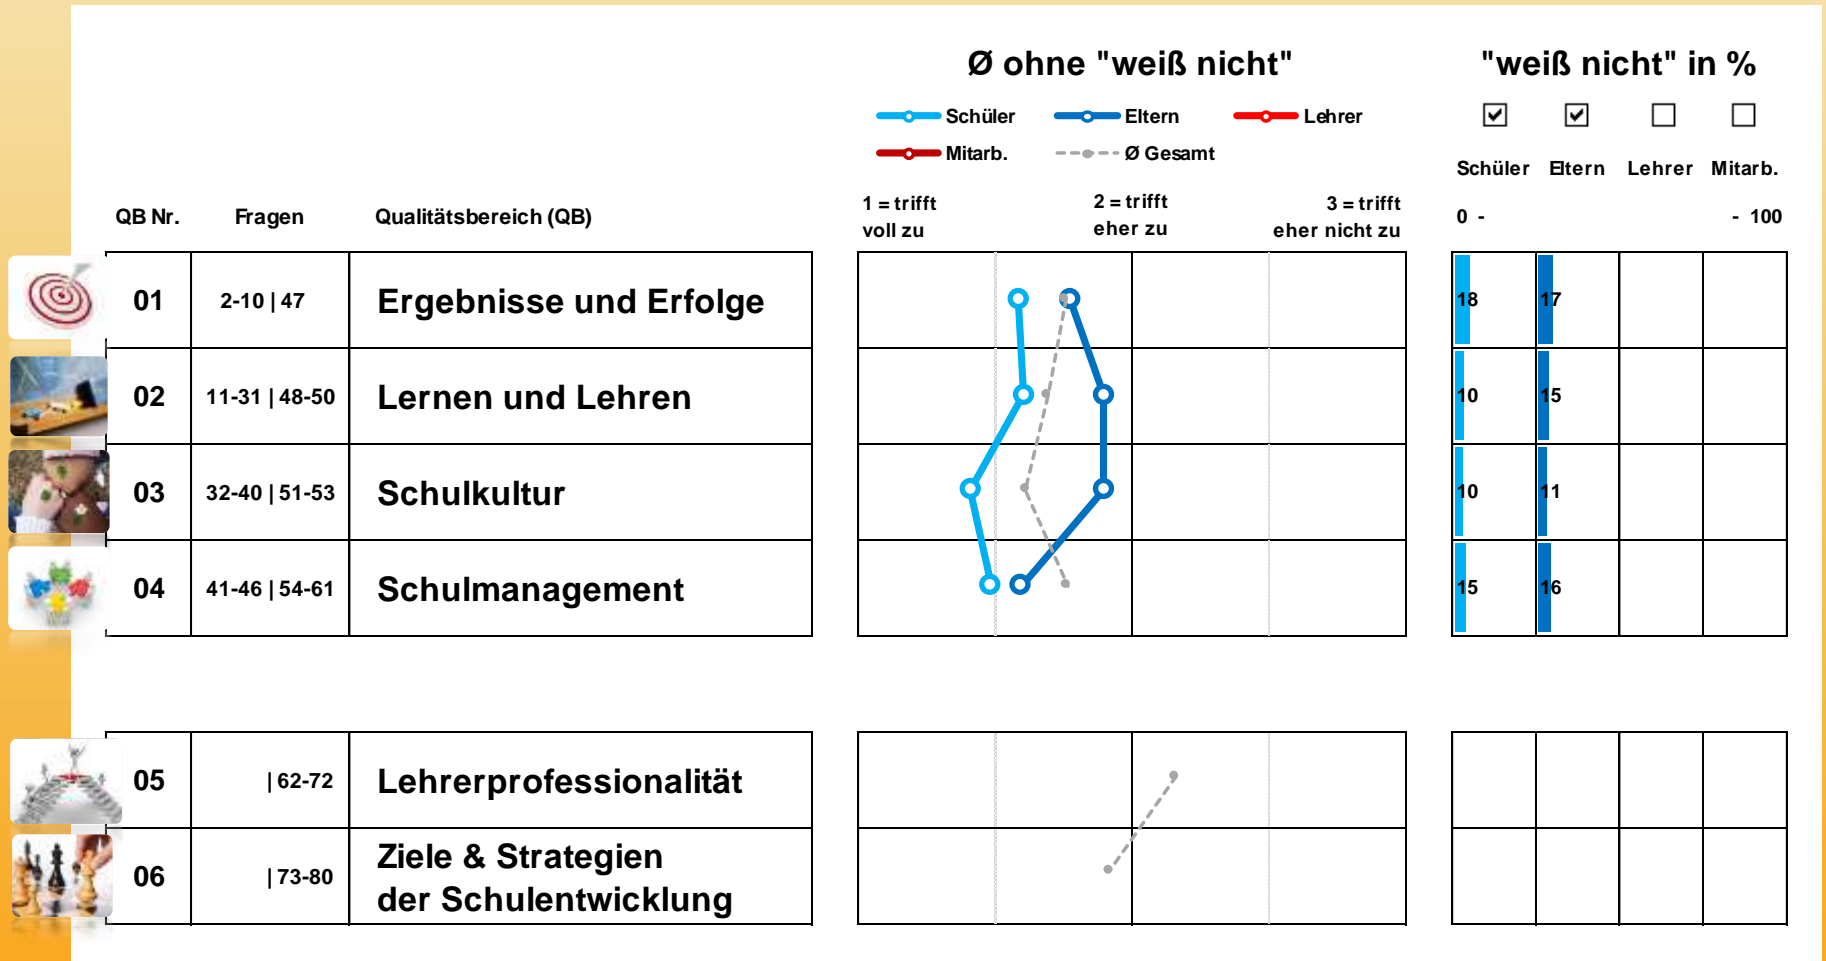 Ø ohne "weiß nicht"
"weiß nicht" in %
Schüler Eltern Lehrer
Mitarb. Ø Gesamt
Schüler Eltern Lehrer Mitarb.
QB Nr. Fragen Qualitätsbereich (QB)
1 = trifft
voll zu
2 = trifft
eher zu
3 = trifft
eher nicht zu
0 - - 100
01 2-10 | 47 Ergebnisse und Erfolge 18 17
02 11-31 | 48-50 Lernen und Lehren 10 15
03 32-40 | 51-53 Schulkultur 10 11
04 41-46 | 54-61 Schulmanagement 15 16
05 | 62-72 Lehrerprofessionalität
06 | 73-80 Ziele & Strategien
der Schulentwicklung